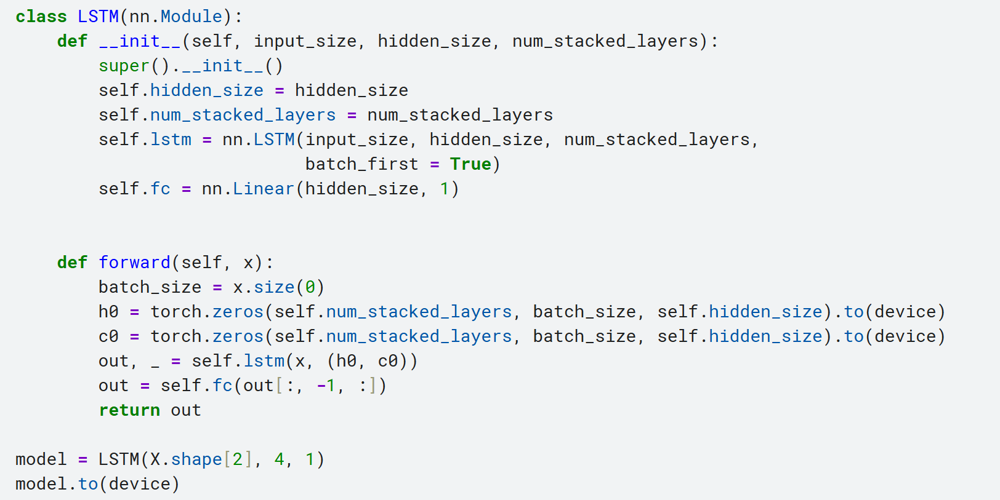 class LSTM(nn.Module):
    def __init__(self, input_size, hidden_size, num_stacked_layers):
        super().__init__()
        self.hidden_size = hidden_size
        self.num_stacked_layers = num_stacked_layers
        self.lstm = nn.LSTM(input_size, hidden_size, num_stacked_layers,
                            batch_first = True)
        self.fc = nn.Linear(hidden_size, 1)
    def forward(self, x):
        batch_size = x.size(0)
        h0 = torch.zeros(self.num_stacked_layers, batch_size, self.hidden_size).to(device)
        c0 = torch.zeros(self.num_stacked_layers, batch_size, self.hidden_size).to(device)
        out, _ = self.lstm(x, (h0, c0))
        out = self.fc(out[:, -1, :])
        return out
model = LSTM(X.shape[2], 4, 1)
model.to(device)